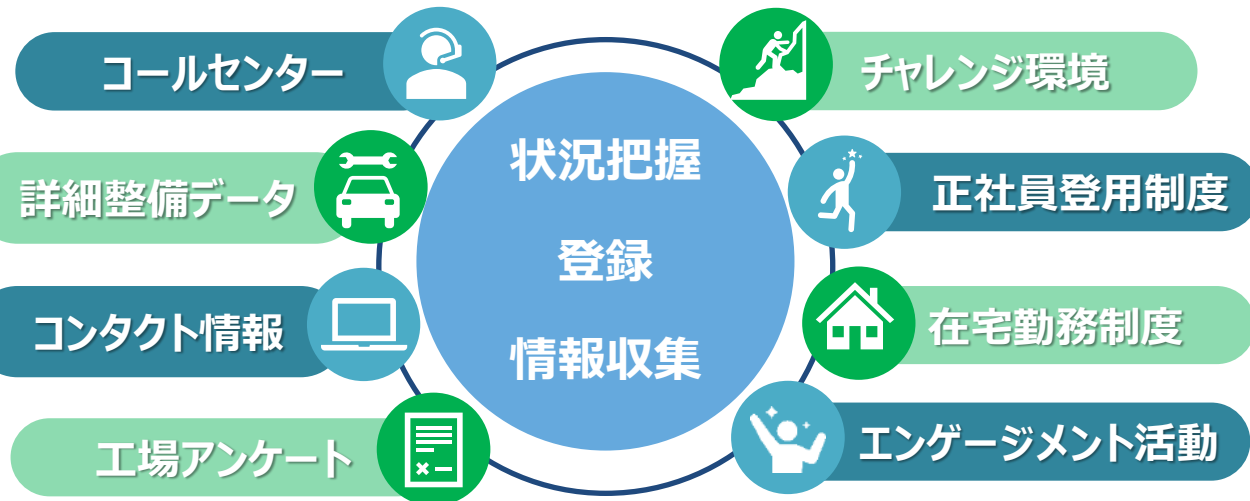 コールセンター
詳細整備データ
コンタクト情報
工場アンケート
状況把握
登録
情報収集
チャレンジ環境
正社員登用制度
在宅勤務制度
エンゲージメント活動